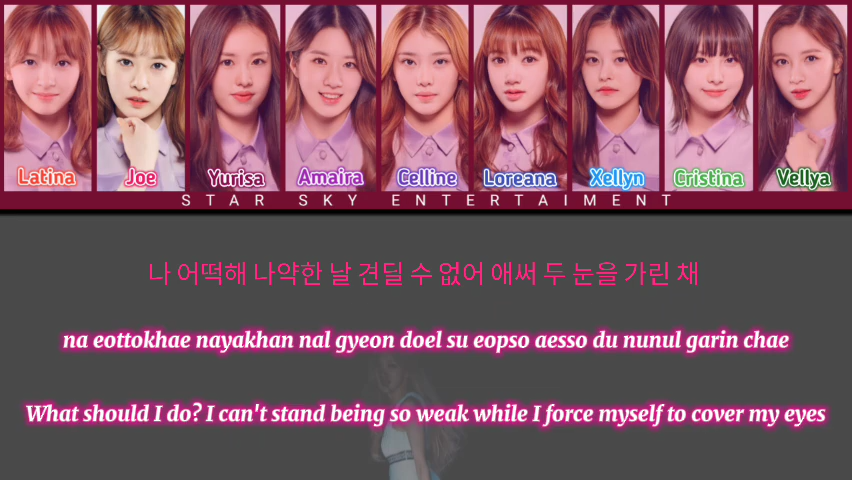 Latina
Joe
Yurisa
Amaira
Celline
Loreana
Xellyn
Cristina
Vellya
STAR SKY ENTERTAIMENT
나 어떡해 나약한 날 견딜 수 없어 애써 두 눈을 가린 채
na eottokhae nayakhan nal gyeon doel su eopso aesso du nunul garin chae
What should I do? I can't stand being so weak while I force myself to cover my eyes